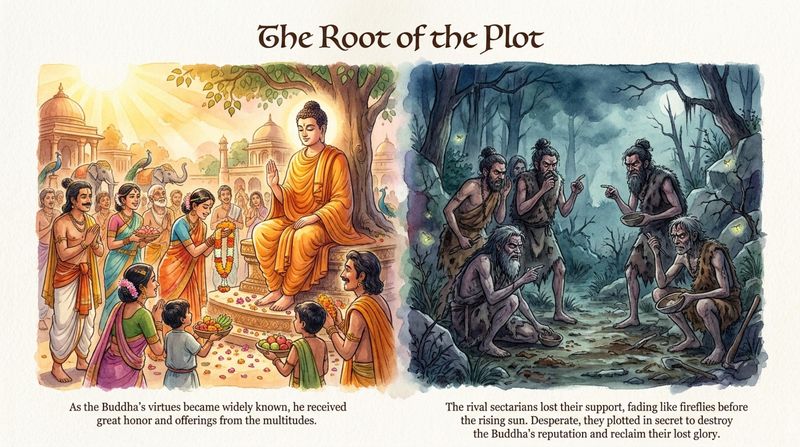 The Root of the Plot
As the Buddha's virtues became widely known, he received
great honor and offerings from the multitudes.
The rival sectarians lost their support, fading like fireflies before
the rising sun. Desperate, they plotted in secret to destroy
the Buddha's reputation and reclaim their lost glory.